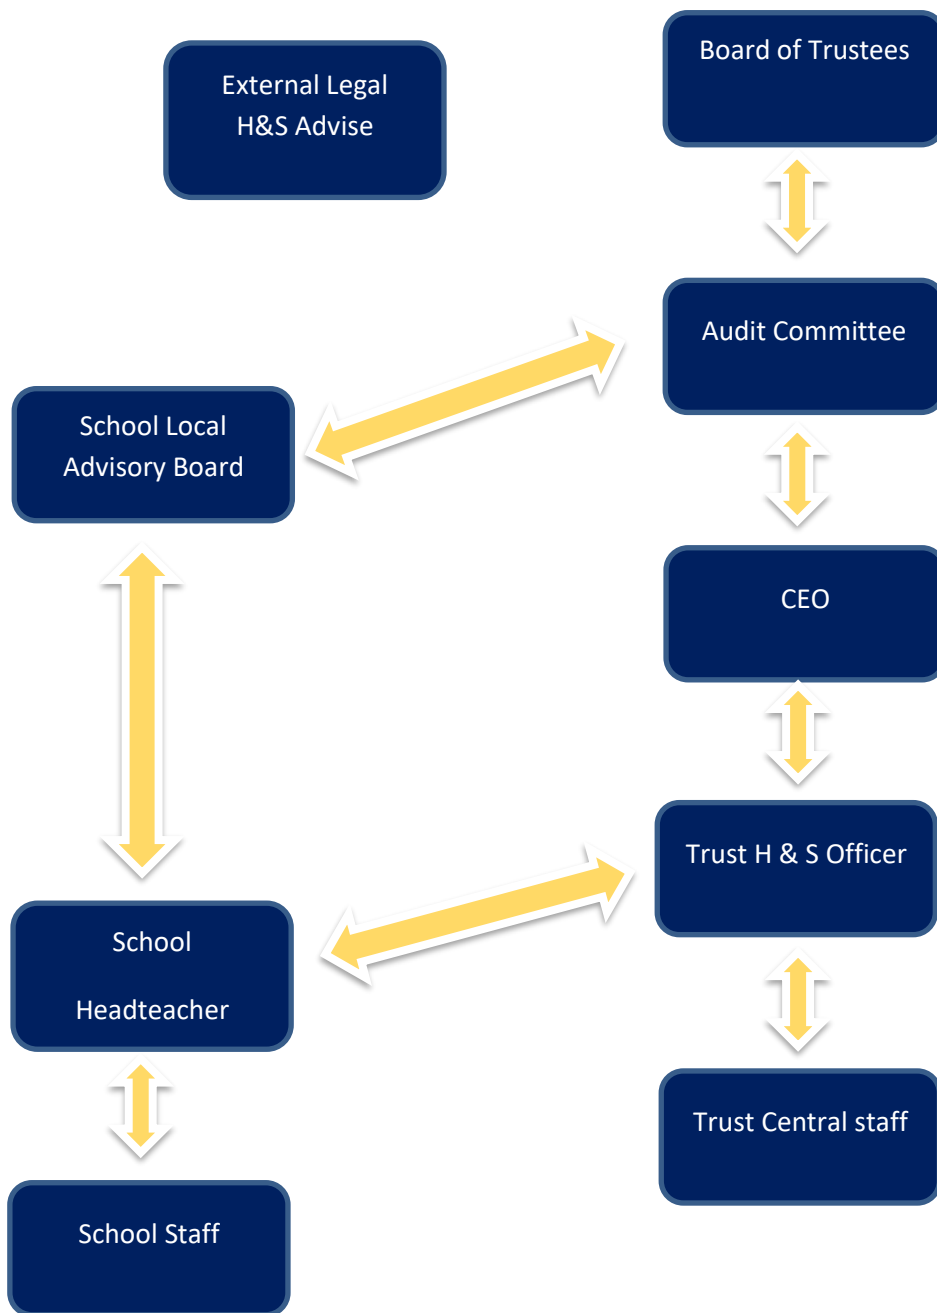 External Legal
H&S Advise
Board of Trustees
Audit Committee
School Local
Advisory Board
CEO
Trust H & S Officer
School
Headteacher
Trust Central staff
School Staff